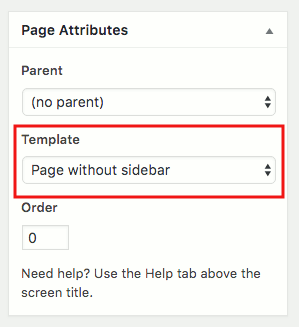 Page Attributes
Parent
(no parent)
Template
Page without sidebar
Order
0
Need help? Use the Help tab above the
screen title.